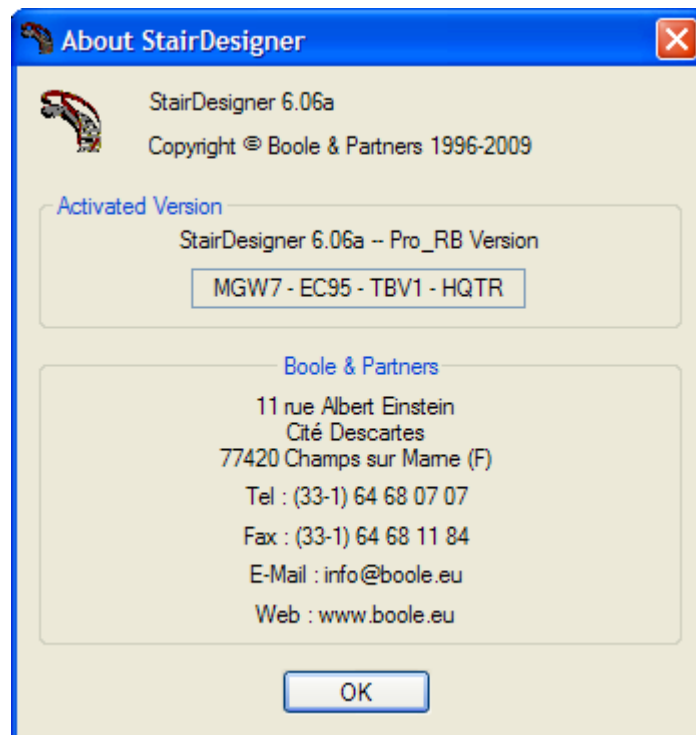 About StairDesigner
StairDesigner 6.06a
Copyright © Boole & Partners 1996-2009
Activated Version
StairDesigner 6.06a -- Pro_RB Version
MGW7 - EC95 - TBV1 - HQTR
Boole & Partners
11 rue Albert Einstein
Cité Descartes
77420 Champs sur Marne (F)
Tel : (33-1) 64 68 07 07
Fax : (33-1) 64 68 11 84
E-Mail : info@boole.eu
Web : www.boole.eu
OK